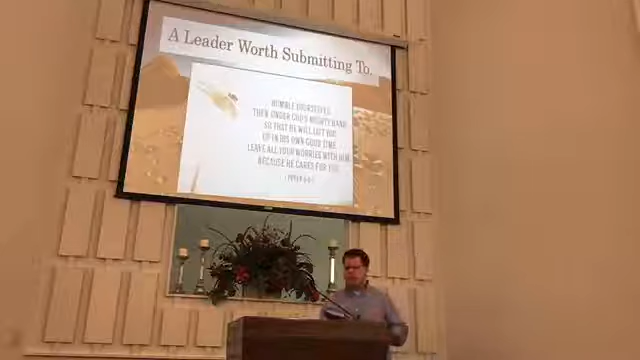 A Leader Worth Submitting To.
HUMBLE YOURSELVES,
THEN UNDER GOD'S MIGHTY HAND
SO THAT HE WILL LIFT YOU
UP IN HIS OWN GOOD TIME.
LEAVE ALL YOUR WORRIES WITH HIM,
BECAUSE HE CARES FOR YOU.